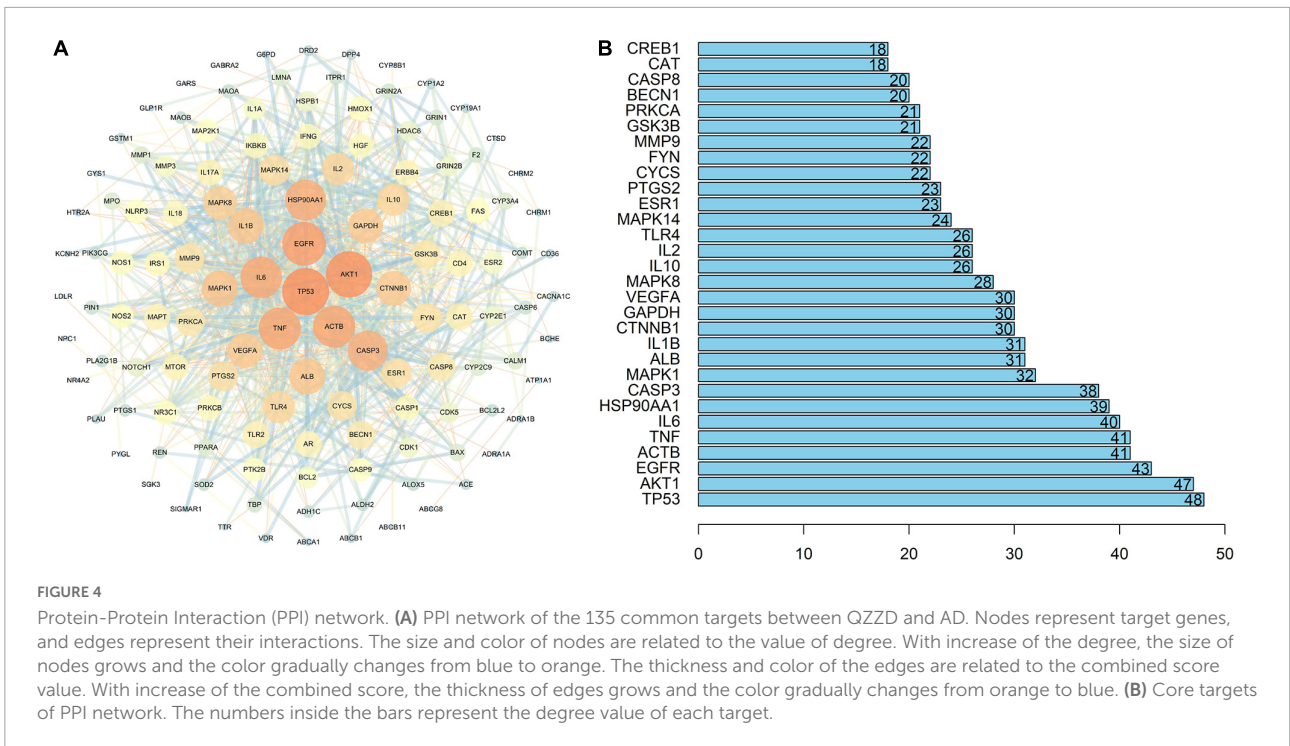 A
DRD2
G6PD
DPP4
GABRA2
LMNA
ITPR1
CYP8B1
GARS
MAOA
GRIN2A
CYP1A2
IL1A
HSPB1
HMOX1
GLP1R
MAOB
GRIN1
CYP19A1
MAP2K1
IFNG
HDAC6
GSTM1
IKBKB
HGF
F2
CTSD
MMP1
MMP3
IL17A
MAPK14
IL2
ERBB4
GRIN2B
GYS1
CHRM2
MPO
MAPK8
HSP90AA1
IL10
CYP3A4
HTR2A
NLRP3
IL18
IL1B
GAPDH
CREB1
FAS
CHRM1
EGFR
KCNH2
PIK3CG
NOS1
IRS1
MMP9
GSK3B
CD4
ESR2
COMT
CD36
IL6
AKT1
LDLR
MAPK1
TP53
CTNNB1
CACNA1C
PIN1
NOS2
MAPT
PRKCA
TNF
ACTB
FYN
CAT
CYP2E1
CASP6
NPC1
BCHE
VEGFA
CASP3
PLA2G1B
NOTCH1
MTOR
PTGS2
ALB
ESR1
CASP8
CYP2C9
CALM1
NR4A2
ATP1A1
PLAU
PTGS1
NR3C1
PRKCB
TLR4
CYCS
CASP1
CDK5
BCL2L2
ADRA1B
TLR2
AR
BECN1
PYGL
REN
PPARA
CDK1
BAX
ADRA1A
PTK2B
BCL2
CASP9
SGK3
SOD2
ALOX5
ACE
SIGMAR1
TBP
ADH1C
ALDH2
ABCG8
TTR
ABCB11
VDR
ABCA1
ABCB1
B
CREB1 18
CAT 18
CASP8 20
BECN1 20
PRKCA 21
GSK3B 21
MMP9 22
FYN 22
CYCS 22
PTGS2 23
ESR1 23
MAPK14 24
TLR4 26
IL2 26
IL10 26
MAPK8 28
VEGFA 30
GAPDH 30
CTNNB1 30
IL1B 31
ALB 31
MAPK1 32
CASP3 38
HSP90AA1 39
IL6 40
TNF 41
ACTB 41
EGFR 43
AKT1 47
TP53 48
0 10 20 30 40 50
FIGURE 4
Protein-Protein Interaction (PPI) network. (A) PPI network of the 135 common targets between QZZD and AD. Nodes represent target genes,
and edges represent their interactions. The size and color of nodes are related to the value of degree. With increase of the degree, the size of
nodes grows and the color gradually changes from blue to orange. The thickness and color of the edges are related to the combined score
value. With increase of the combined score, the thickness of edges grows and the color gradually changes from orange to blue. (B) Core targets
of PPI network. The numbers inside the bars represent the degree value of each target.